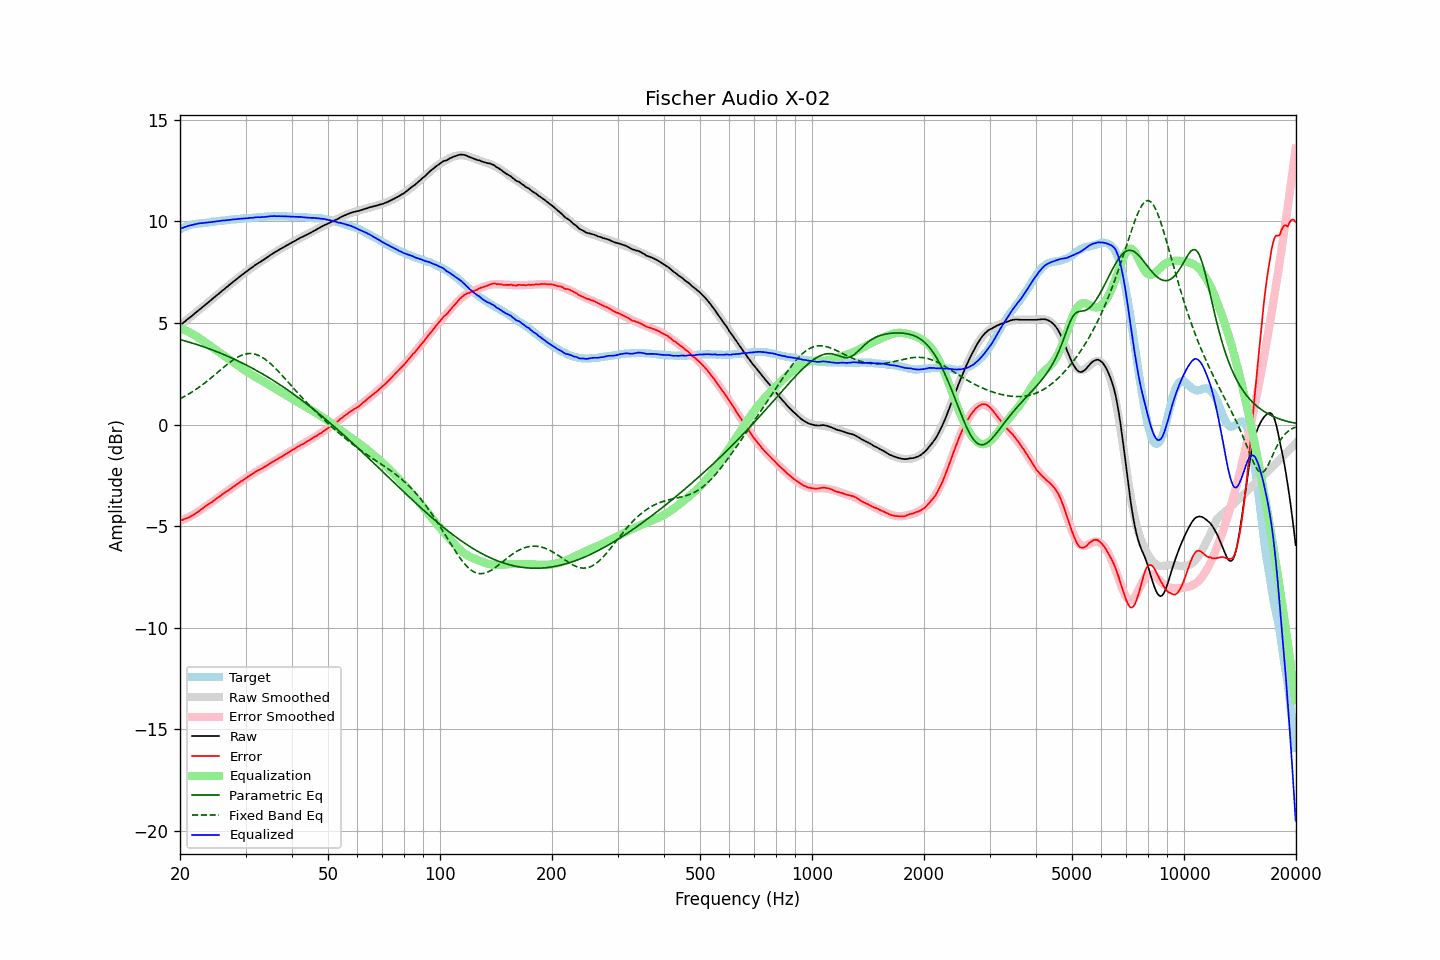 Fischer Audio X-02
Amplitude (dBr)
15
10
5
0
−5
−10
−15
−20
Target
Raw Smoothed
Error Smoothed
Raw
Error
Equalization
Parametric Eq
Fixed Band Eq
Equalized
20 50 100 200 500 1000 2000 5000 10000 20000
Frequency (Hz)